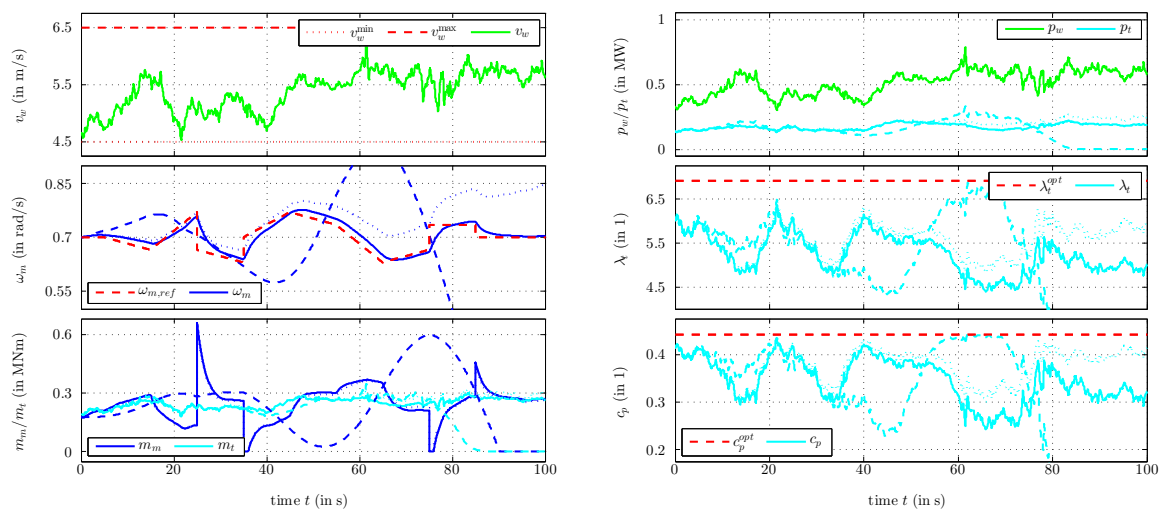 6.5
5.5
4.5
v_w (in m/s)
v_w^min v_w^max v_w
0.85
0.7
0.55
ω_m (in rad/s)
ω_m,ref ω_m
0.6
0.3
0
m_m/m_t (in MNm)
m_m m_t
0 20 40 60 80 100
time t (in s)
1
0.5
0
p_w/p_t (in MW)
p_w p_t
6.5
5.5
4.5
λ_t (in 1)
λ_t^opt λ_t
0.4
0.3
0.2
c_p (in 1)
c_p^opt c_p
0 20 40 60 80 100
time t (in s)